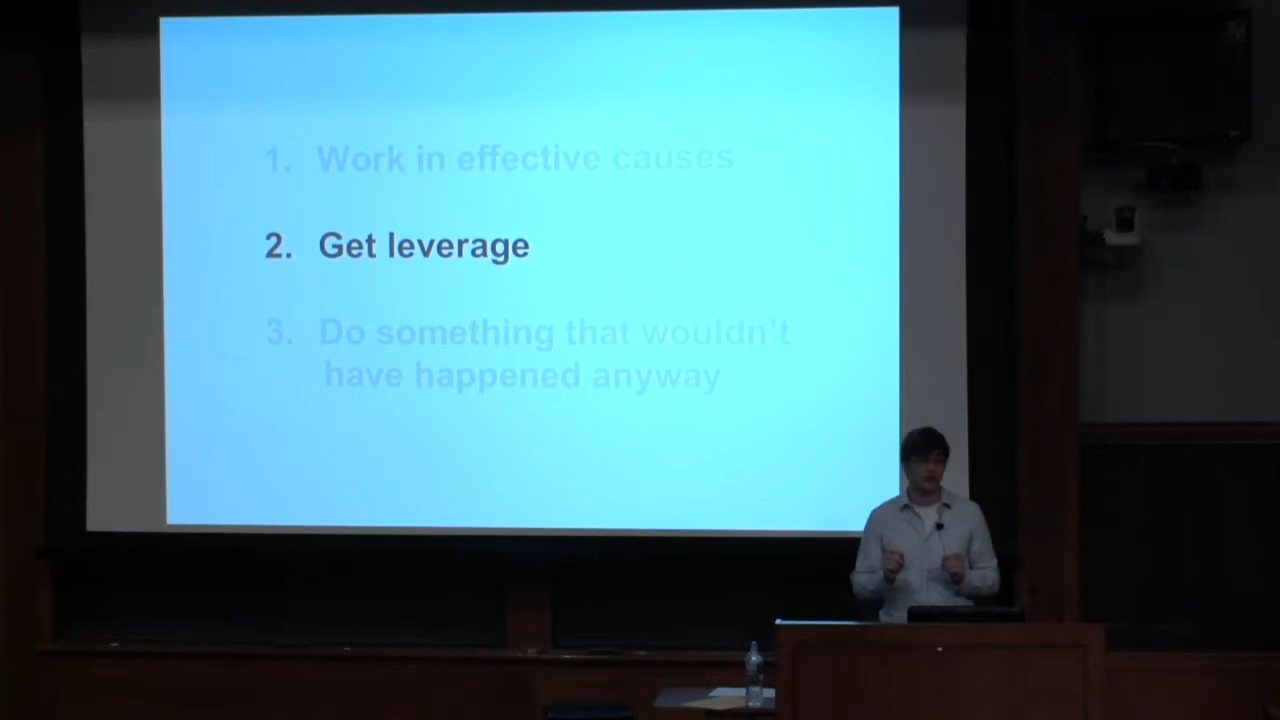 1. Work in effective causes
2. Get leverage
3. Do something that wouldn't
have happened anyway